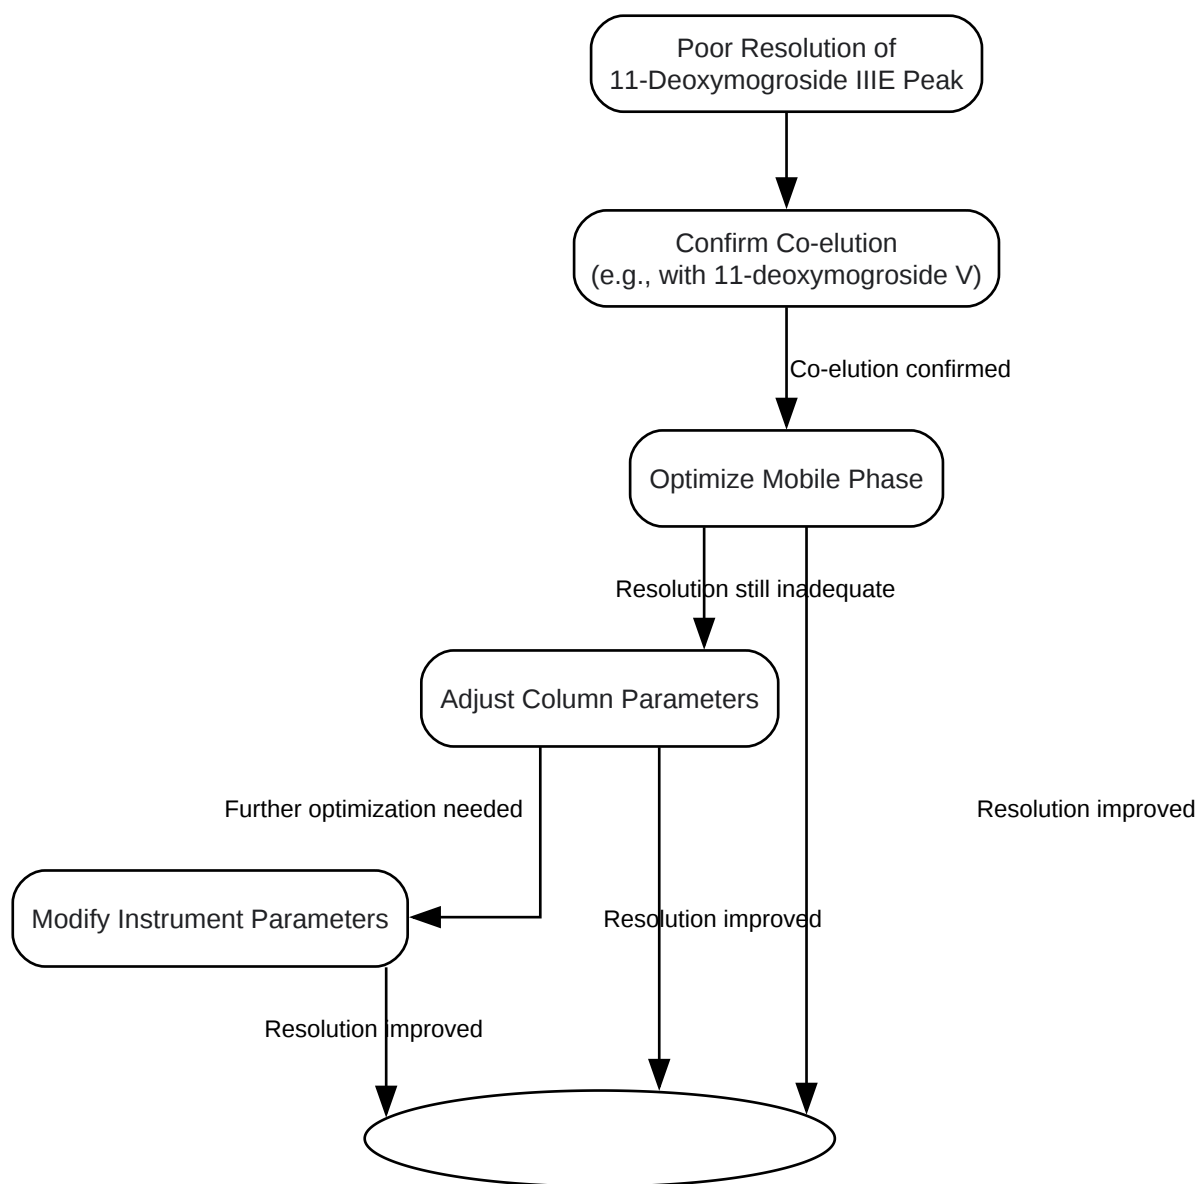 Poor Resolution of
11-Deoxymogroside IIIE Peak
Confirm Co-elution
(e.g., with 11-deoxymogroside V)
Co-elution confirmed
Optimize Mobile Phase
Resolution still inadequate
Adjust Column Parameters
Further optimization needed
Resolution improved
Modify Instrument Parameters
Resolution improved
Resolution improved